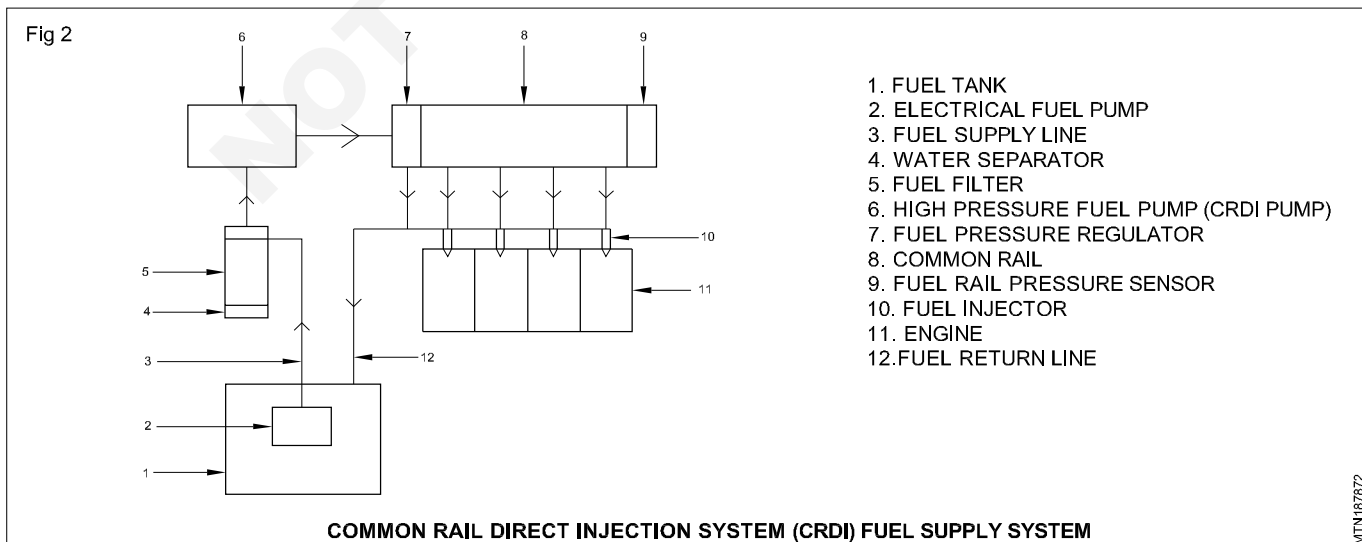 Fig 2
6
7
8
9
5
4
3
2
1
10
11
12
1. FUEL TANK
2. ELECTRICAL FUEL PUMP
3. FUEL SUPPLY LINE
4. WATER SEPARATOR
5. FUEL FILTER
6. HIGH PRESSURE FUEL PUMP (CRDI PUMP)
7. FUEL PRESSURE REGULATOR
8. COMMON RAIL
9. FUEL RAIL PRESSURE SENSOR
10. FUEL INJECTOR
11. ENGINE
12.FUEL RETURN LINE
COMMON RAIL DIRECT INJECTION SYSTEM (CRDI) FUEL SUPPLY SYSTEM
MTN187872
NOT